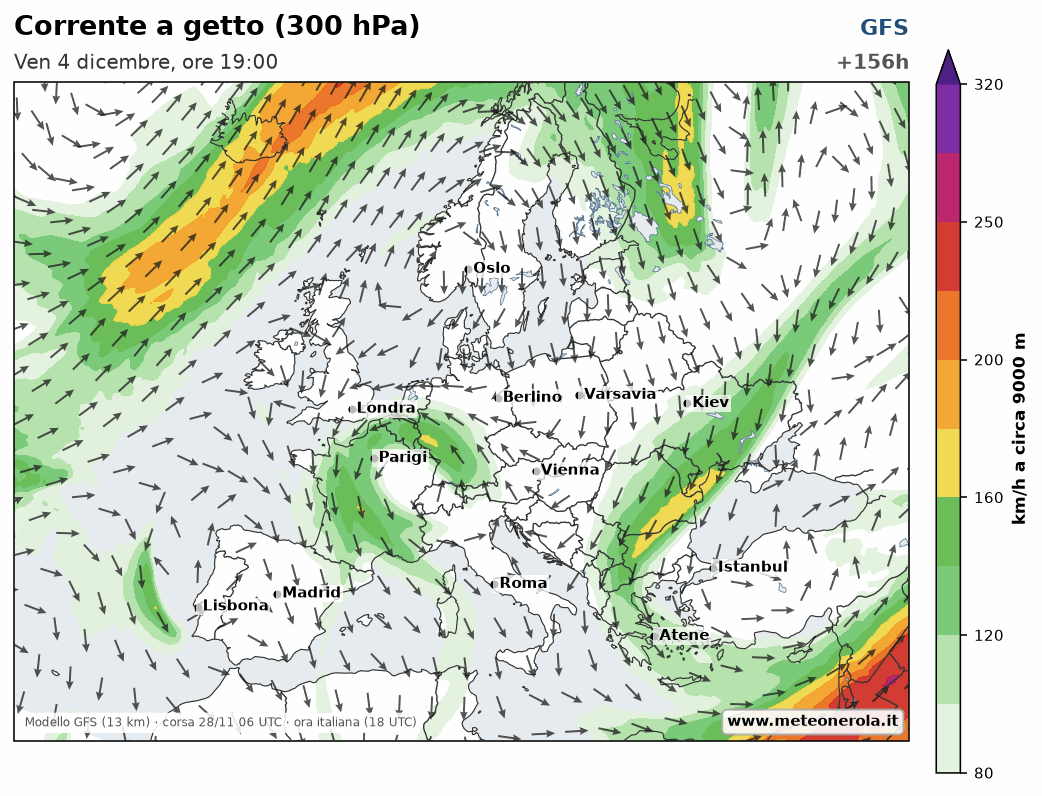 Corrente a getto (300 hPa)
GFS
Ven 4 dicembre, ore 19:00
+156h
320
250
200
160
120
80
km/h a circa 9000 m
Oslo
Berlino
Varsavia
Kiev
Londra
Parigi
Vienna
Istanbul
Roma
Madrid
Lisbona
Atene
Modello GFS (13 km) · corsa 28/11 06 UTC · ora italiana (18 UTC)
www.meteonerola.it